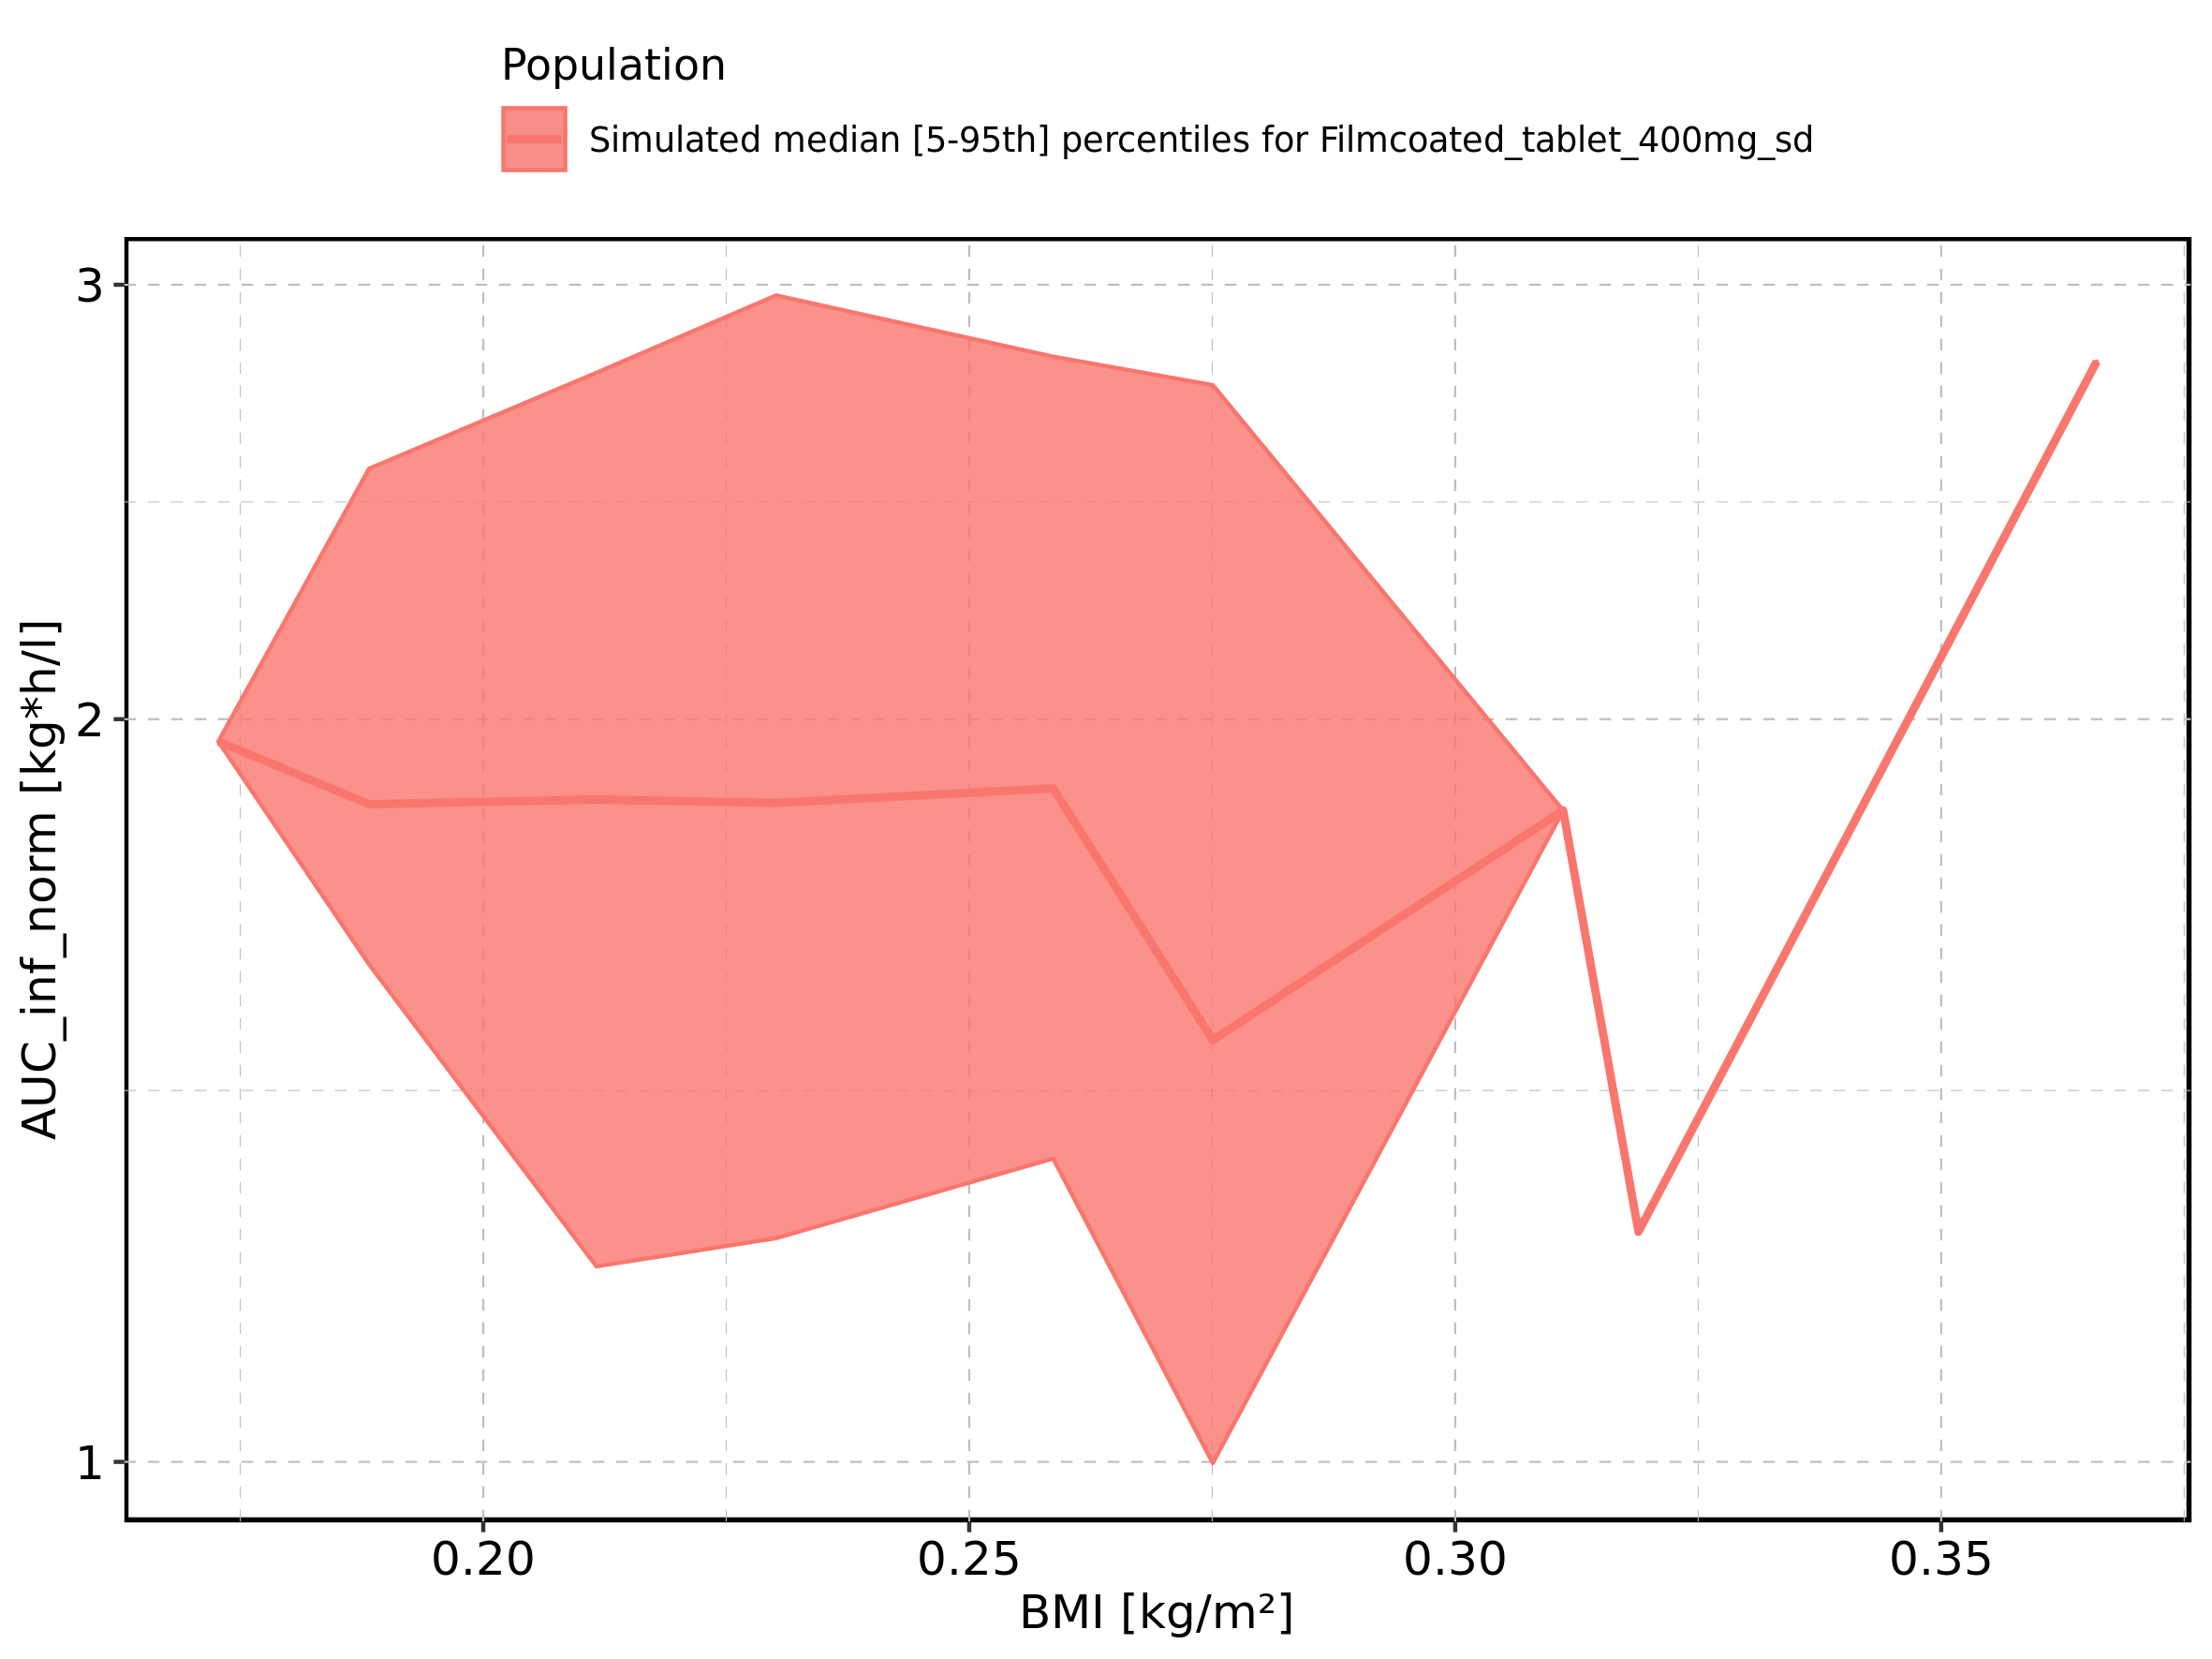 Population
Simulated median [5-95th] percentiles for Filmcoated_tablet_400mg_sd
AUC_inf_norm [kg*h/l]
3
2
1
0.20
0.25
0.30
0.35
BMI [kg/m²]